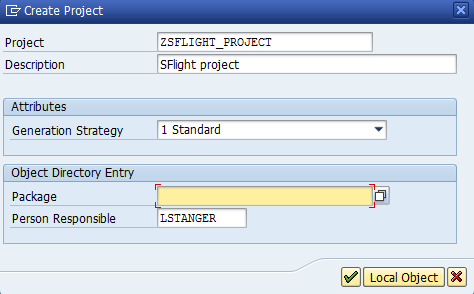 Create Project
Project ZSFLIGHT_PROJECT
Description SFlight project
Attributes
Generation Strategy 1 Standard
Object Directory Entry
Package
Person Responsible LSTANGER
Local Object